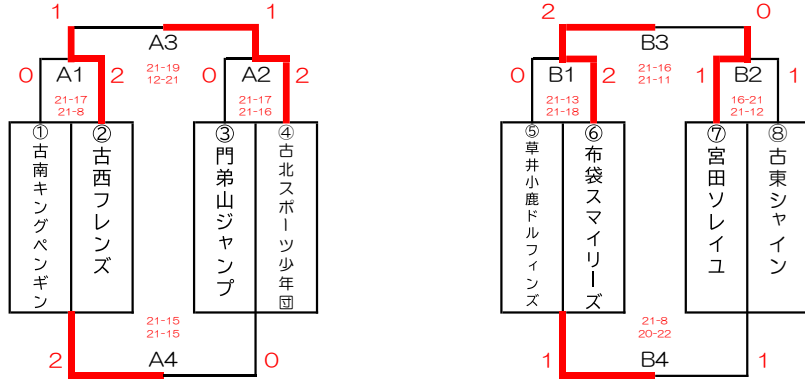 1 1 2 0
A3 B3
21-19
12-21
21-16
21-11
0 A1 2 0 A2 2 0 B1 2 1 B2 1
21-17
21-8
21-17
21-16
21-13
21-18
16-21
21-12
①古南キングペンギン
②古西フレンズ
③門弟山ジャンプ
④古北スポーツ少年団
⑤草井小鹿ドルフィンズ
⑥布袋スマイリーズ
⑦宮田ソレイユ
⑧古東シャイン
21-15
21-15
21-8
20-22
2 A4 0 1 B4 1